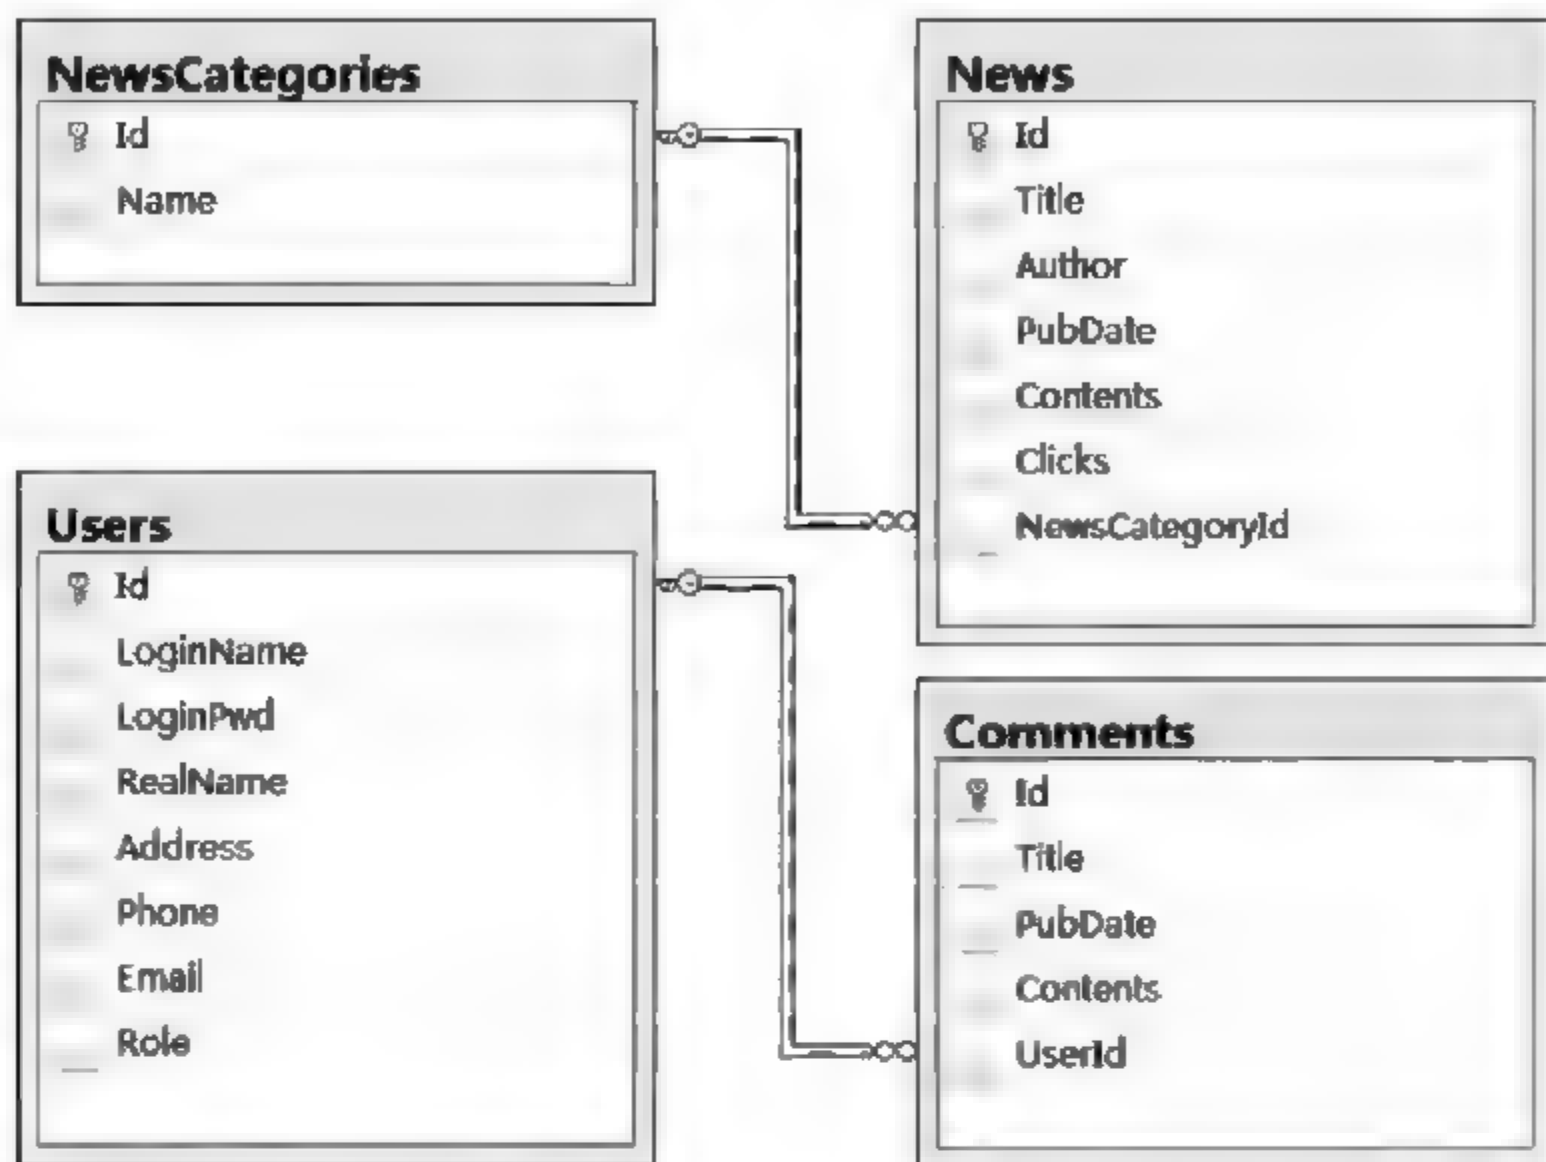 NewsCategories
Id
Name
News
Id
Title
Author
PubDate
Contents
Clicks
NewsCategoryId
Users
Id
LoginName
LoginPwd
RealName
Address
Phone
Email
Role
Comments
Id
Title
PubDate
Contents
UserId